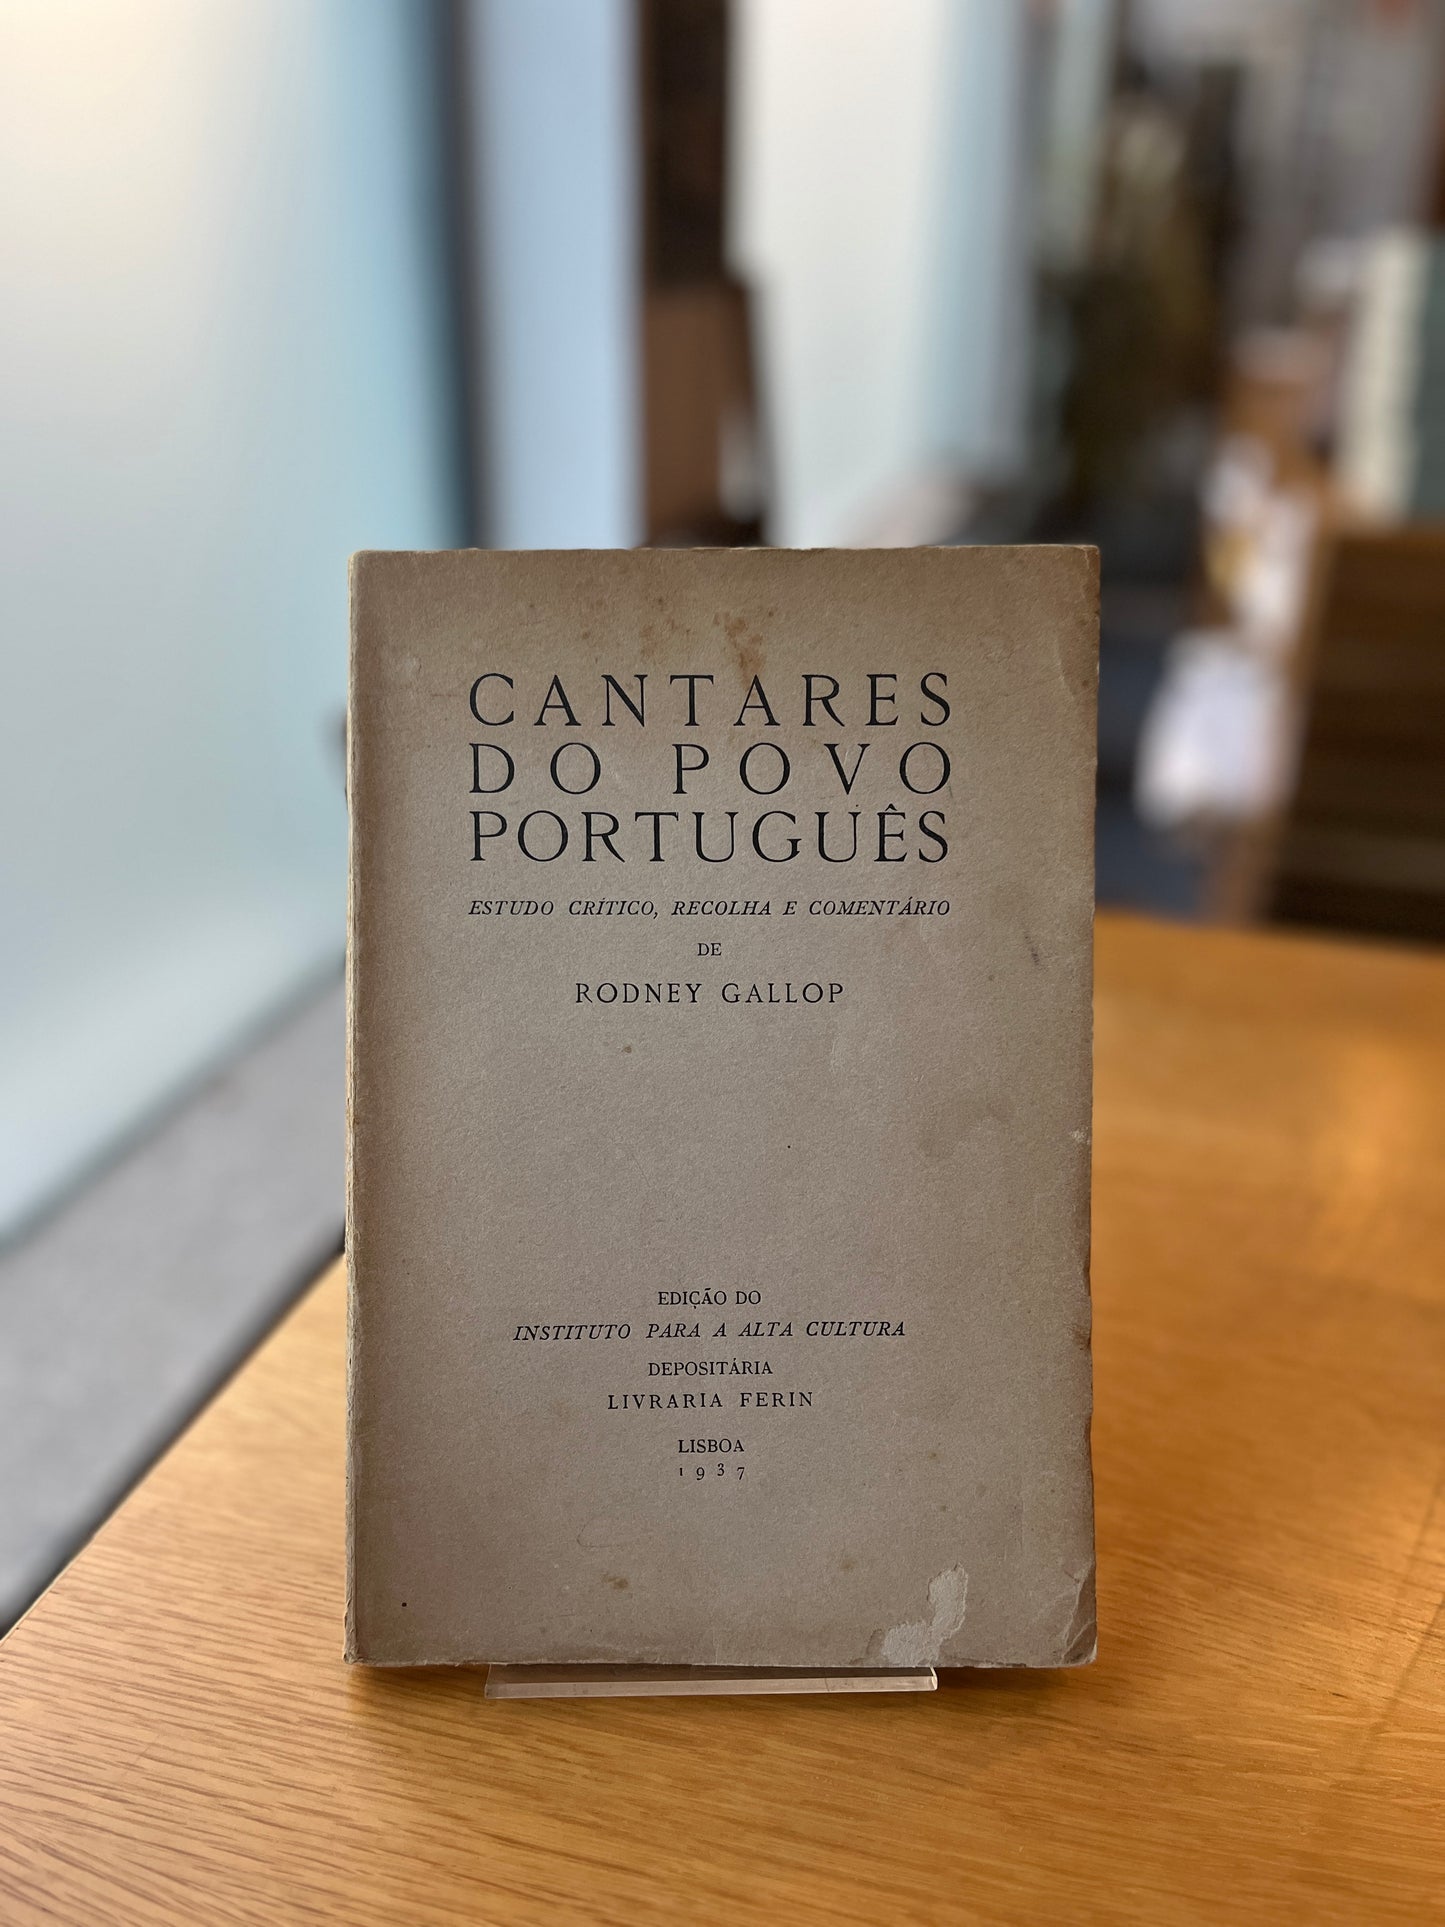 CANTARES
DO POVO
PORTUGUÊS
ESTUDO CRÍTICO, RECOLHA E COMENTÁRIO
DE
RODNEY GALLOP
EDIÇÃO DO
INSTITUTO PARA A ALTA CULTURA
DEPOSITÁRIA
LIVRARIA FERIN
LISBOA
1937